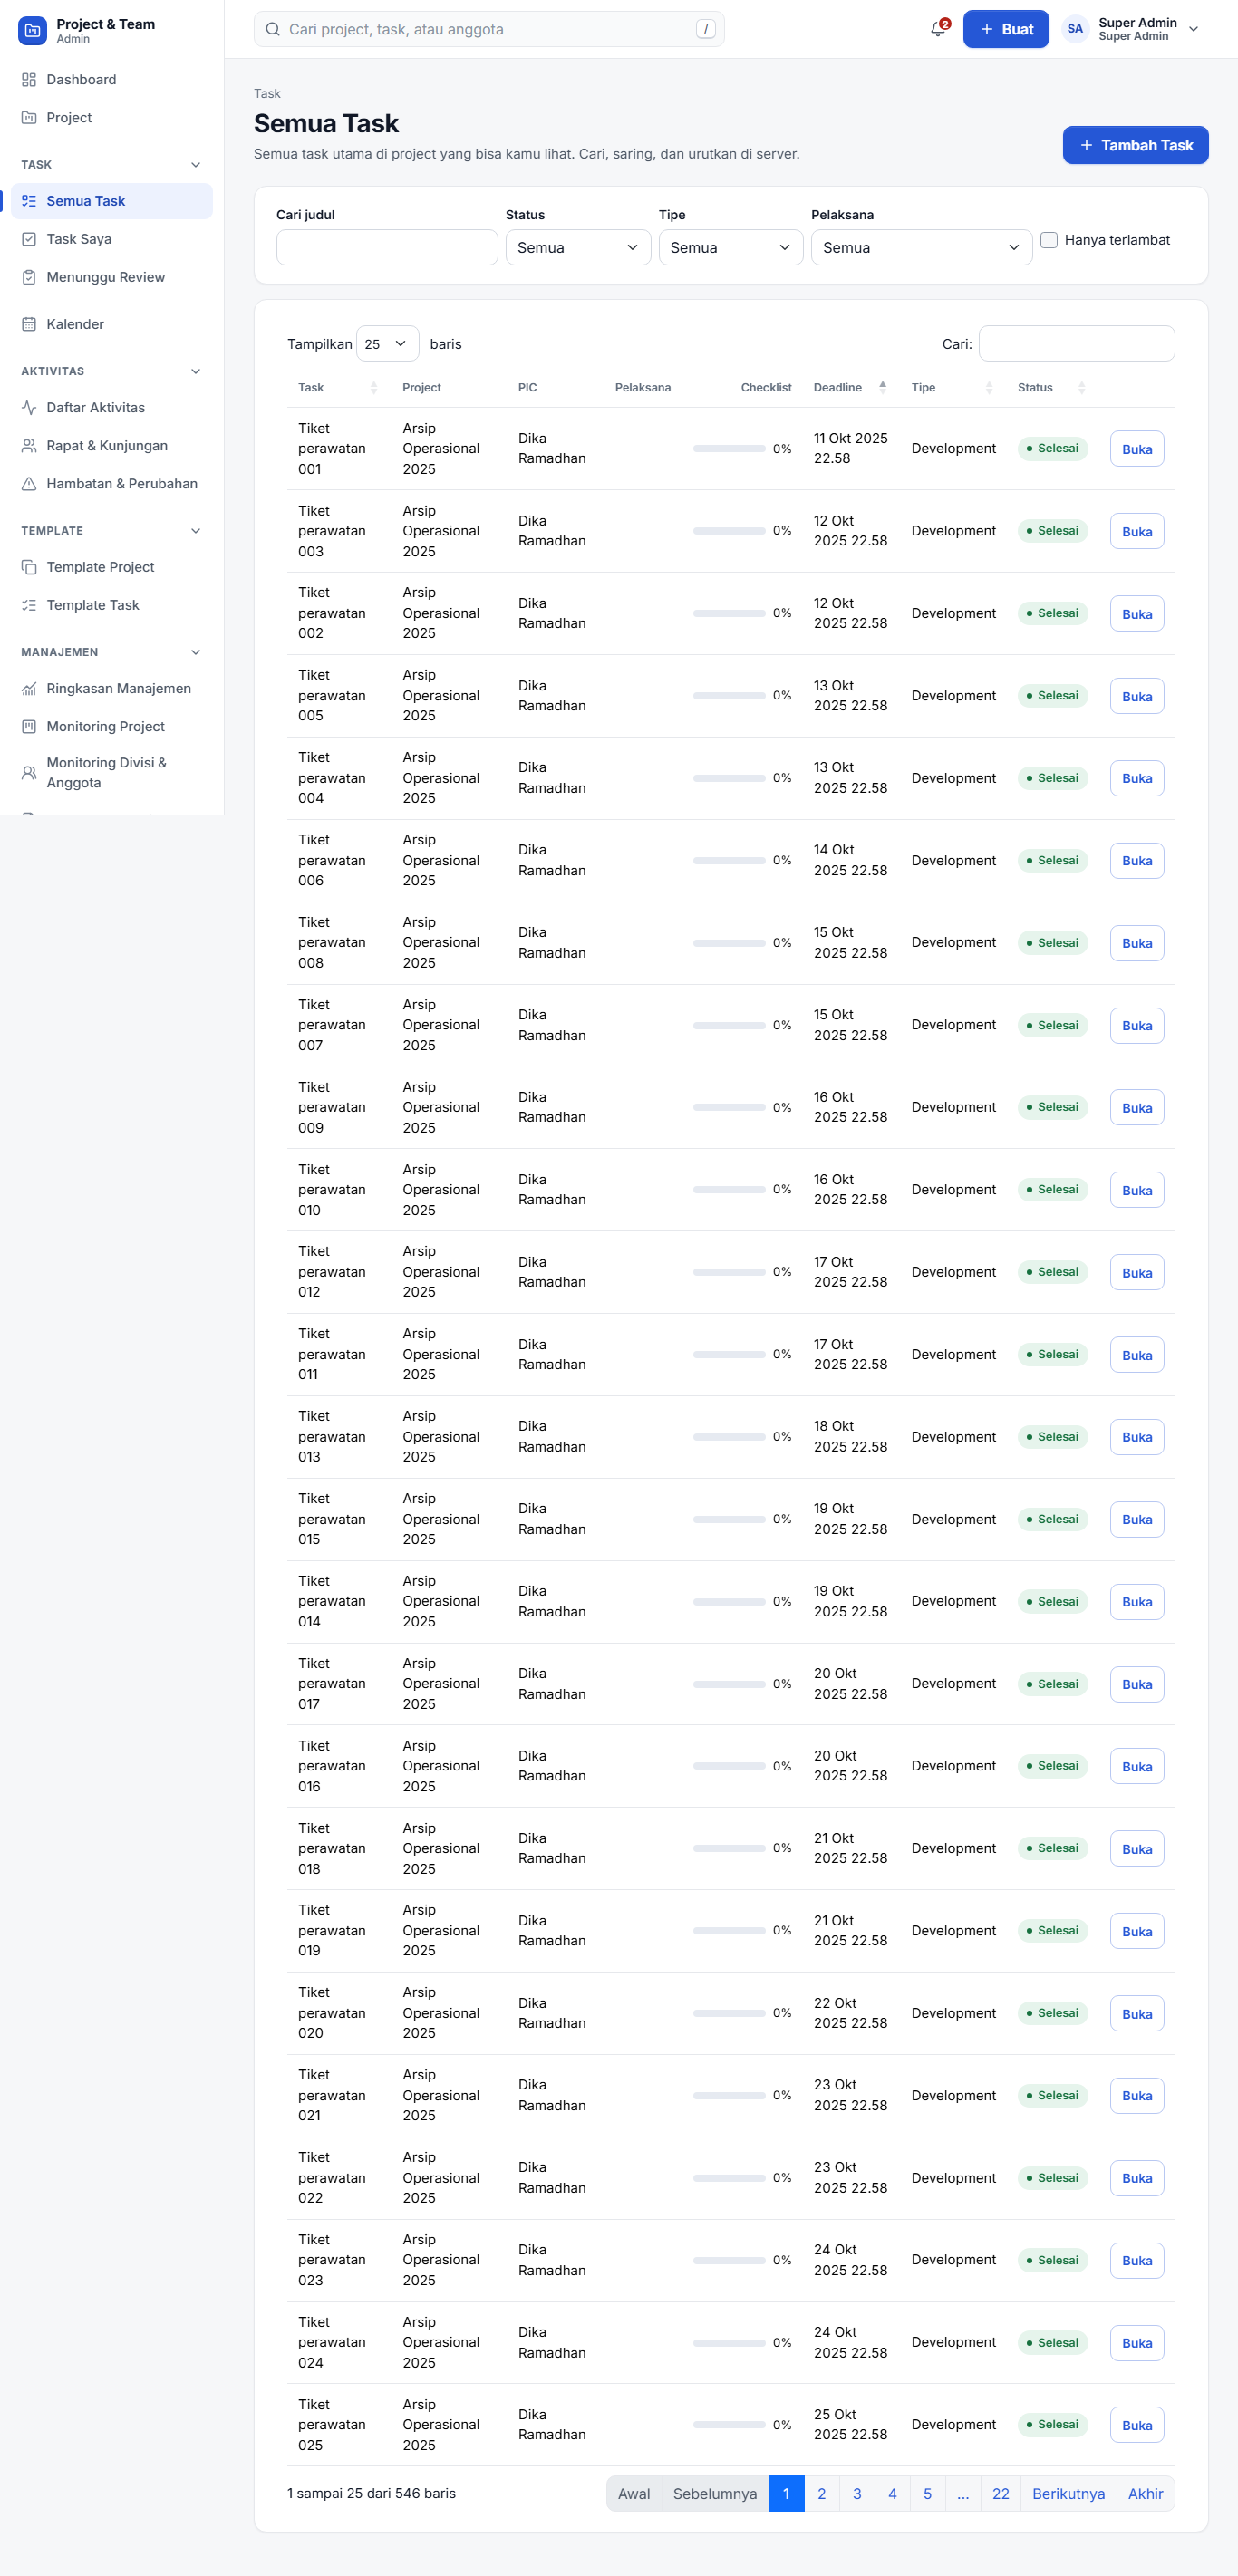 Project & Team
Admin
Dashboard
Project
TASK
Semua Task
Task Saya
Menunggu Review
Kalender
AKTIVITAS
Daftar Aktivitas
Rapat & Kunjungan
Hambatan & Perubahan
TEMPLATE
Template Project
Template Task
MANAJEMEN
Ringkasan Manajemen
Monitoring Project
Monitoring Divisi &
Anggota
Cari project, task, atau anggota
/
2
+ Buat
SA
Super Admin
Super Admin
Task
Semua Task
Semua task utama di project yang bisa kamu lihat. Cari, saring, dan urutkan di server.
+ Tambah Task
Cari judul
Status
Tipe
Pelaksana
Semua
Semua
Semua
Hanya terlambat
Tampilkan 25 baris
Cari:
Task Project PIC Pelaksana Checklist Deadline Tipe Status
Tiket perawatan 001 Arsip Operasional 2025 Dika Ramadhan 0% 11 Okt 2025 22.58 Development Selesai Buka
Tiket perawatan 003 Arsip Operasional 2025 Dika Ramadhan 0% 12 Okt 2025 22.58 Development Selesai Buka
Tiket perawatan 002 Arsip Operasional 2025 Dika Ramadhan 0% 12 Okt 2025 22.58 Development Selesai Buka
Tiket perawatan 005 Arsip Operasional 2025 Dika Ramadhan 0% 13 Okt 2025 22.58 Development Selesai Buka
Tiket perawatan 004 Arsip Operasional 2025 Dika Ramadhan 0% 13 Okt 2025 22.58 Development Selesai Buka
Tiket perawatan 006 Arsip Operasional 2025 Dika Ramadhan 0% 14 Okt 2025 22.58 Development Selesai Buka
Tiket perawatan 008 Arsip Operasional 2025 Dika Ramadhan 0% 15 Okt 2025 22.58 Development Selesai Buka
Tiket perawatan 007 Arsip Operasional 2025 Dika Ramadhan 0% 15 Okt 2025 22.58 Development Selesai Buka
Tiket perawatan 009 Arsip Operasional 2025 Dika Ramadhan 0% 16 Okt 2025 22.58 Development Selesai Buka
Tiket perawatan 010 Arsip Operasional 2025 Dika Ramadhan 0% 16 Okt 2025 22.58 Development Selesai Buka
Tiket perawatan 012 Arsip Operasional 2025 Dika Ramadhan 0% 17 Okt 2025 22.58 Development Selesai Buka
Tiket perawatan 011 Arsip Operasional 2025 Dika Ramadhan 0% 17 Okt 2025 22.58 Development Selesai Buka
Tiket perawatan 013 Arsip Operasional 2025 Dika Ramadhan 0% 18 Okt 2025 22.58 Development Selesai Buka
Tiket perawatan 015 Arsip Operasional 2025 Dika Ramadhan 0% 19 Okt 2025 22.58 Development Selesai Buka
Tiket perawatan 014 Arsip Operasional 2025 Dika Ramadhan 0% 19 Okt 2025 22.58 Development Selesai Buka
Tiket perawatan 017 Arsip Operasional 2025 Dika Ramadhan 0% 20 Okt 2025 22.58 Development Selesai Buka
Tiket perawatan 016 Arsip Operasional 2025 Dika Ramadhan 0% 20 Okt 2025 22.58 Development Selesai Buka
Tiket perawatan 018 Arsip Operasional 2025 Dika Ramadhan 0% 21 Okt 2025 22.58 Development Selesai Buka
Tiket perawatan 019 Arsip Operasional 2025 Dika Ramadhan 0% 21 Okt 2025 22.58 Development Selesai Buka
Tiket perawatan 020 Arsip Operasional 2025 Dika Ramadhan 0% 22 Okt 2025 22.58 Development Selesai Buka
Tiket perawatan 021 Arsip Operasional 2025 Dika Ramadhan 0% 23 Okt 2025 22.58 Development Selesai Buka
Tiket perawatan 022 Arsip Operasional 2025 Dika Ramadhan 0% 23 Okt 2025 22.58 Development Selesai Buka
Tiket perawatan 023 Arsip Operasional 2025 Dika Ramadhan 0% 24 Okt 2025 22.58 Development Selesai Buka
Tiket perawatan 024 Arsip Operasional 2025 Dika Ramadhan 0% 24 Okt 2025 22.58 Development Selesai Buka
Tiket perawatan 025 Arsip Operasional 2025 Dika Ramadhan 0% 25 Okt 2025 22.58 Development Selesai Buka
1 sampai 25 dari 546 baris
Awal Sebelumnya 1 2 3 4 5 … 22 Berikutnya Akhir